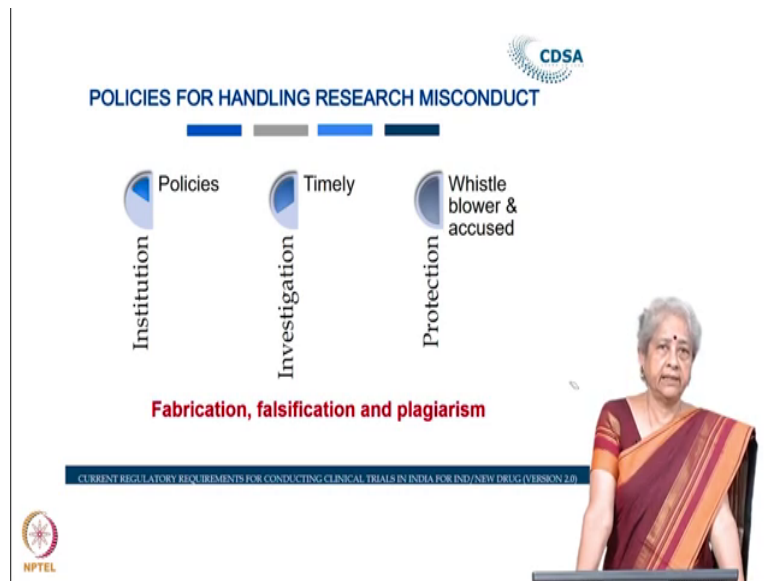 CDSA
POLICIES FOR HANDLING RESEARCH MISCONDUCT
Policies
Timely
Whistle
blower &
accused
Institution
Investigation
Protection
Fabrication, falsification and plagiarism
CURRENT REGULATORY REQUIREMENTS FOR CONDUCTING CLINICAL TRIALS IN INDIA FOR IND/NEW DRUG (VERSION 2.0)
NPTEL